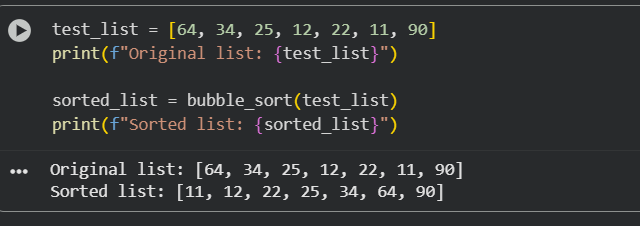 test_list = [64, 34, 25, 12, 22, 11, 90]
print(f"Original list: {test_list}")
sorted_list = bubble_sort(test_list)
print(f"Sorted list: {sorted_list}")
Original list: [64, 34, 25, 12, 22, 11, 90]
Sorted list: [11, 12, 22, 25, 34, 64, 90]